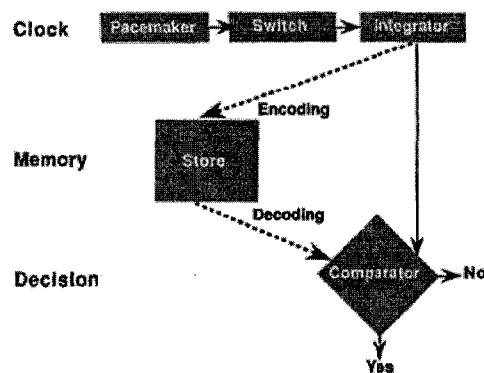 Clock Pacemaker Switch Integrator
Encoding
Memory Store
Decoding
Decision Comparator No
Yes